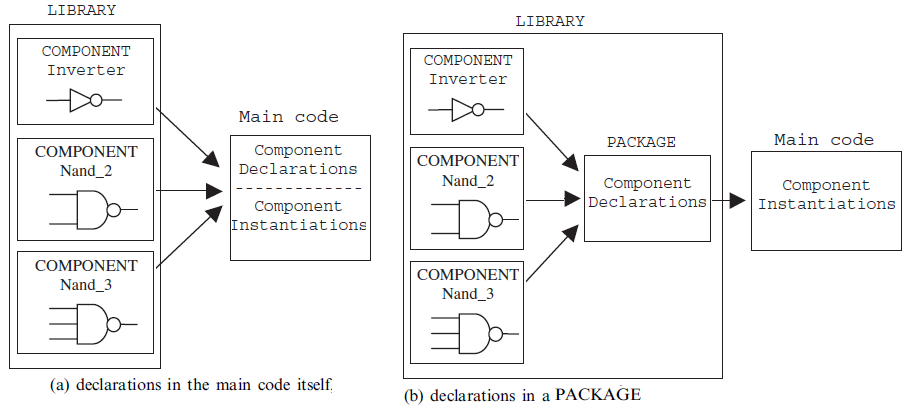 LIBRARY
COMPONENT
Inverter
COMPONENT
Nand_2
COMPONENT
Nand_3
Main code
Component
Declarations
Component
Instantiations
(a) declarations in the main code itself.
LIBRARY
COMPONENT
Inverter
COMPONENT
Nand_2
COMPONENT
Nand_3
PACKAGE
Component
Declarations
Main code
Component
Instantiations
(b) declarations in a PACKAGE